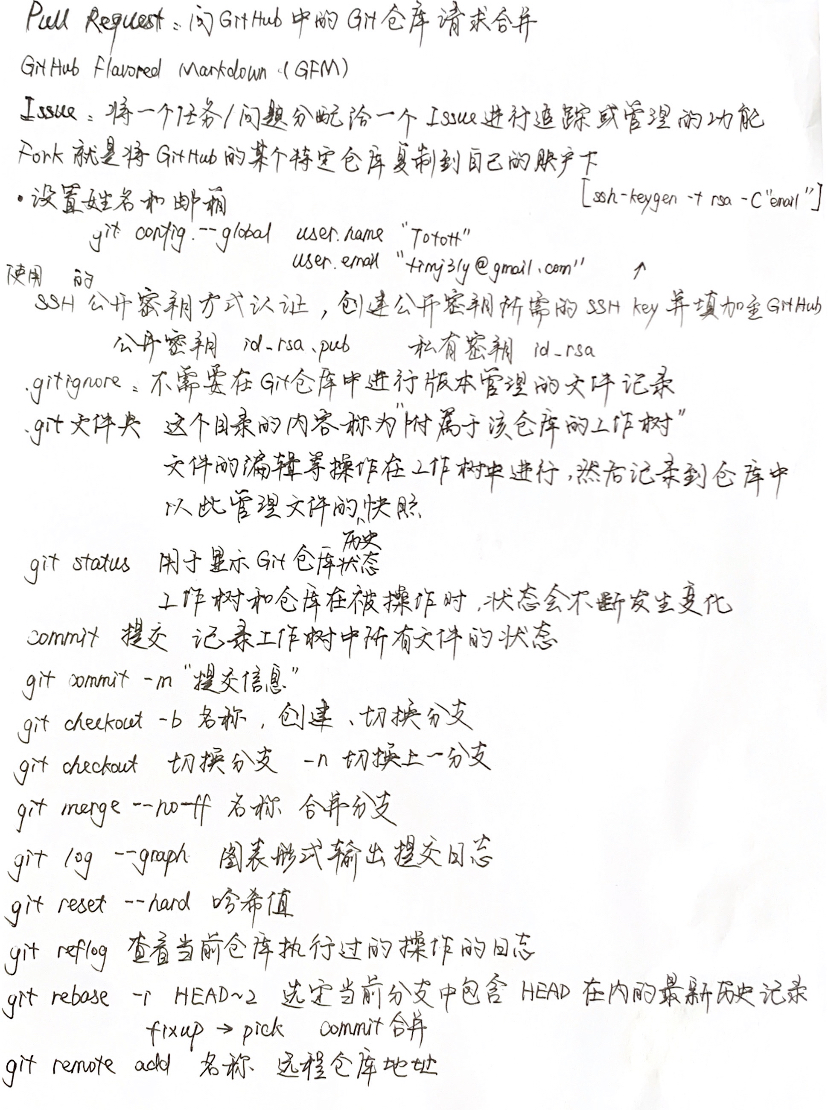 Pull Request：向GitHub中的Git仓库请求合并
GitHub Flavored Markdown (GFM)
Issue：将一个任务/问题分配给一个Issue进行追踪或管理的功能
Fork 就是将GitHub的某个特定仓库复制到自己的账户下
·设置姓名和邮箱 [ssh-keygen -t rsa -C "email"]
git config --global user.name "Totoft"
user.email "timj3ly@gmail.com" ↑
使用SSH的公开密钥方式认证，创建公开密钥所需的SSH key并填加至GitHub
公开密钥 id_rsa.pub 私有密钥 id_rsa
.gitignore：不需要在Git仓库中进行版本管理的文件记录
.git文件夹 这个目录的内容称为"附属于该仓库的工作树"
文件的编辑等操作在工作树中进行，然后记录到仓库中
以此管理文件的历史快照
git status 用于显示Git仓库状态
工作树和仓库在被操作时，状态会不断发生变化
commit 提交 记录工作树中所有文件的状态
git commit -m "提交信息"
git checkout -b 名称，创建、切换分支
git checkout 切换分支 -n 切换上一分支
git merge --no-ff 名称 合并分支
git log --graph 图表形式输出提交日志
git reset --hard 哈希值
git reflog 查看当前仓库执行过的操作的日志
git rebase -i HEAD~2 选定当前分支中包含 HEAD 在内的最新历史记录
fixup → pick commit合并
git remote add 名称 远程仓库地址